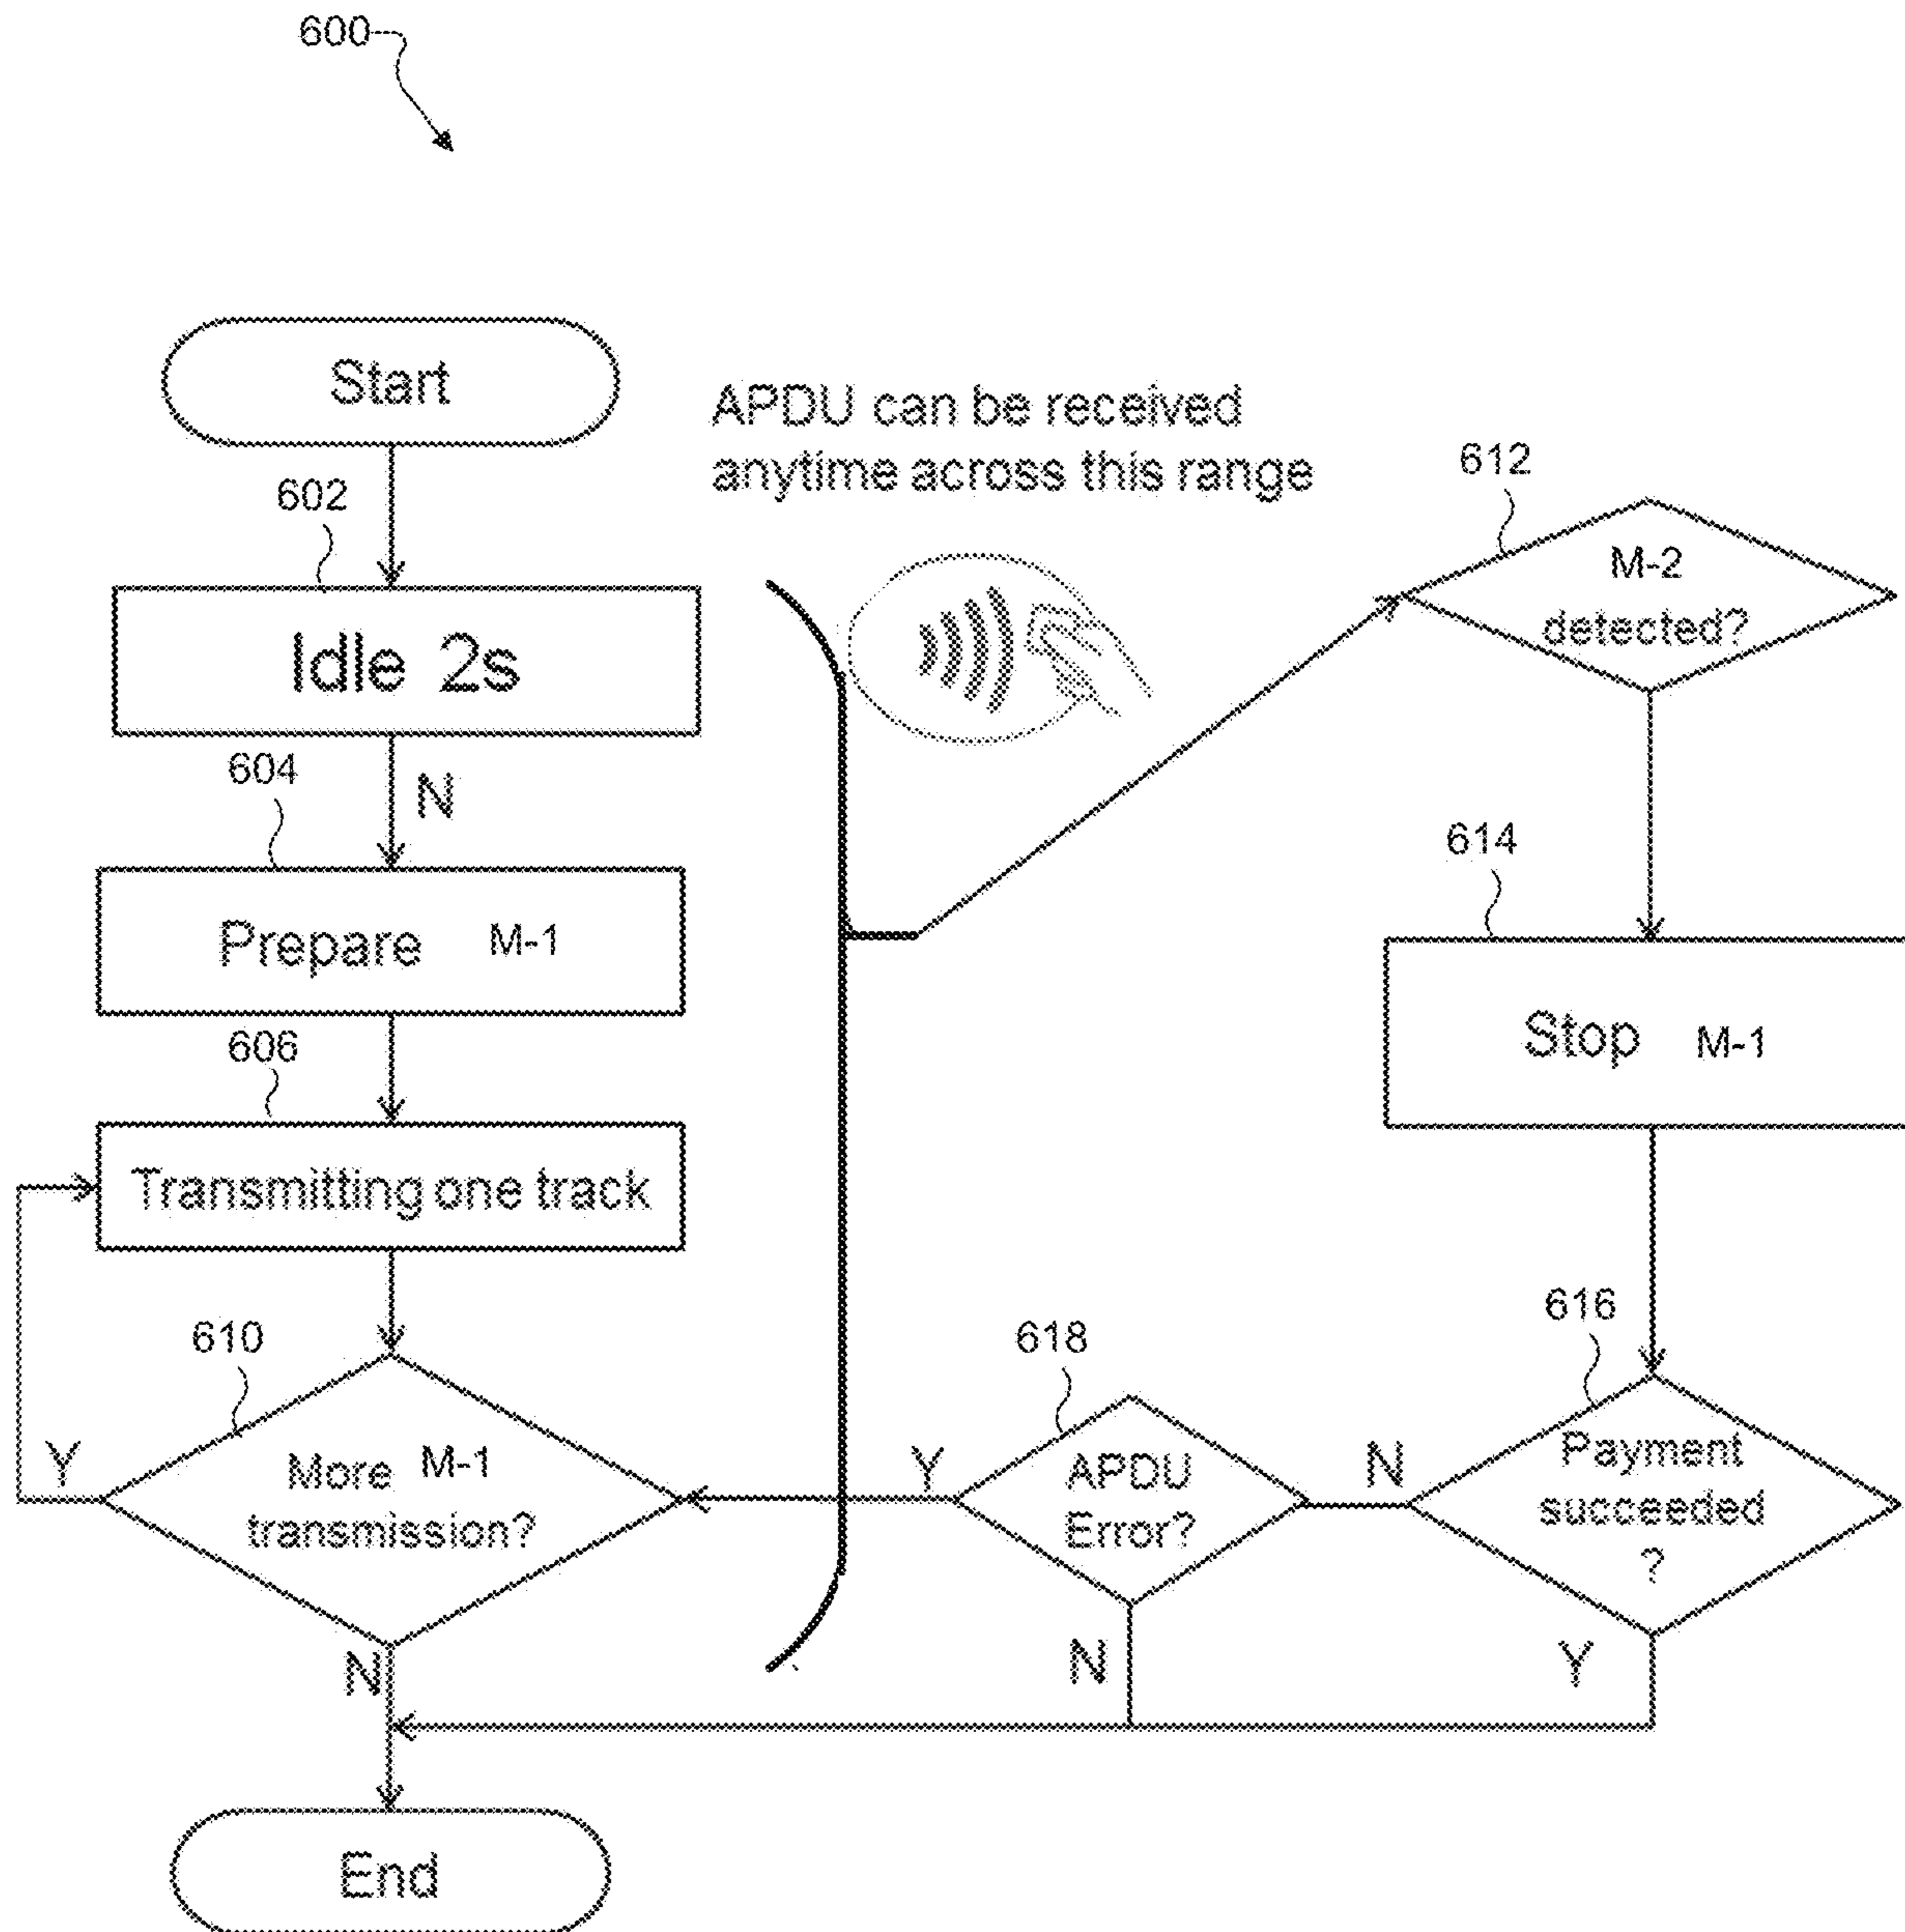 600
Start
APDU can be received
anytime across this range
602
Idle 2s
612
M-2
detected?
604
N
Prepare M-1
614
Stop M-1
606
Transmitting one track
610
More M-1
transmission?
Y
N
618
APDU
Error?
Y
N
616
Payment
succeeded
?
N
Y
End